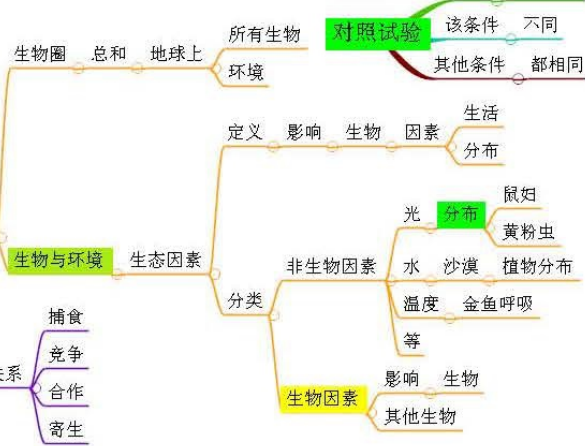 生物圈 总和 地球上
所有生物
环境
对照试验
该条件 不同
其他条件 都相同
定义 影响 生物 因素
生活
分布
生物与环境 生态因素
分类
非生物因素
光 分布
鼠妇
黄粉虫
水 沙漠 植物分布
温度 金鱼呼吸
等
生物因素
影响 生物
其他生物
系
捕食
竞争
合作
寄生